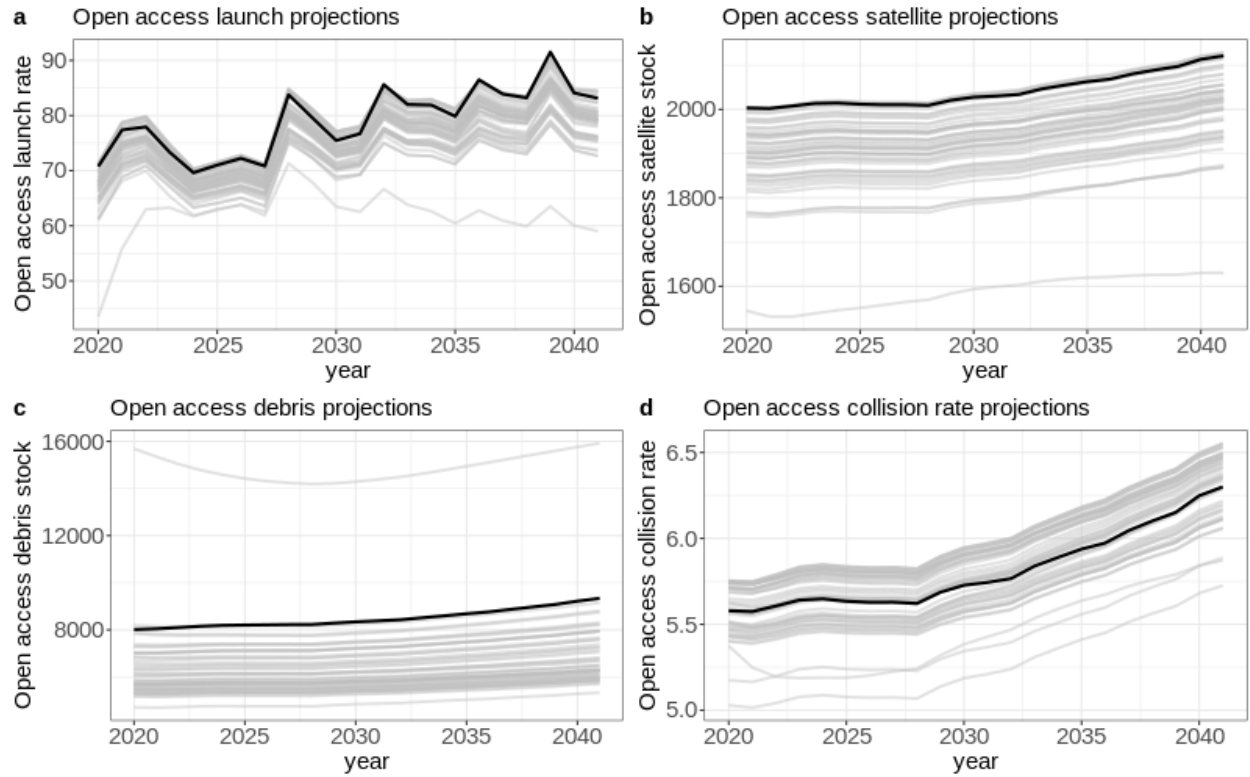 a Open access launch projections
Open access launch rate
90
80
70
60
50
2020 2025 2030 2035 2040
year
b Open access satellite projections
Open access satellite stock
2000
1800
1600
2020 2025 2030 2035 2040
year
c Open access debris projections
Open access debris stock
16000
12000
8000
2020 2025 2030 2035 2040
year
d Open access collision rate projections
Open access collision rate
6.5
6.0
5.5
5.0
2020 2025 2030 2035 2040
year